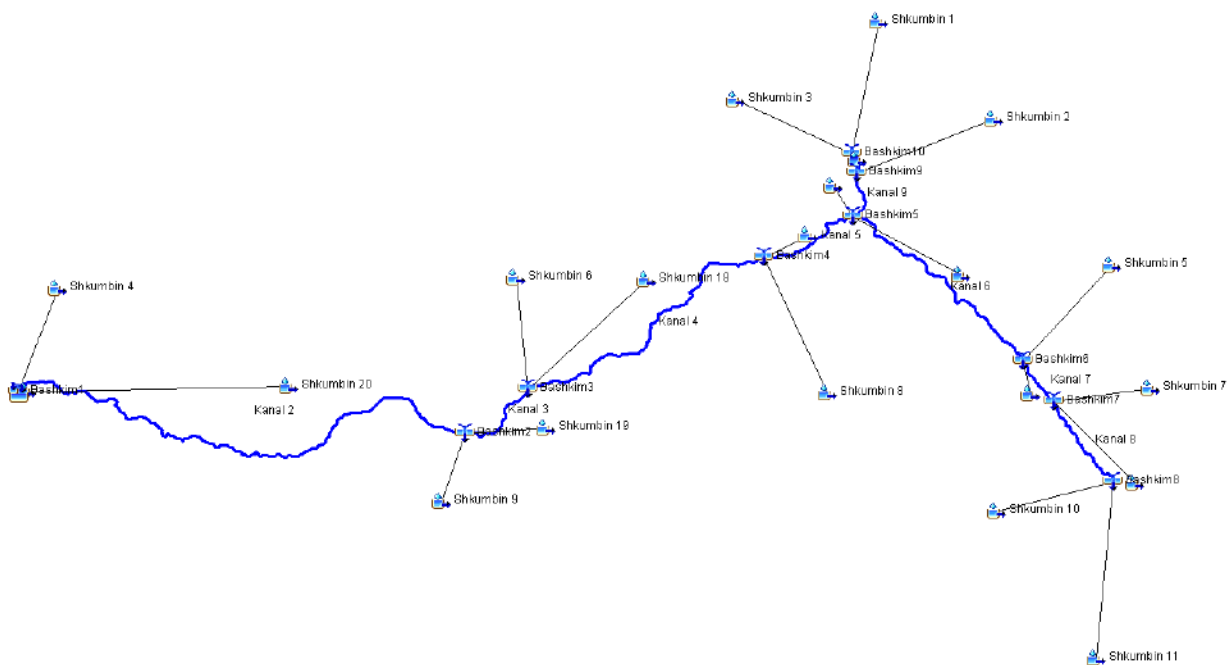 Shkumbin 1
Shkumbin 3
Shkumbin 2
Bashkim10
Bashkim9
Kanal 9
Bashkim5
Kanal 5
Bashkim4
Shkumbin 5
Shkumbin 6
Shkumbin 18
Kanal 6
Shkumbin 4
Kanal 4
Bashkim6
Kanal 7
Shkumbin 20
Bashkim3
Shkumbin 7
Bashkim1
Shkumbin 8
Bashkim7
Kanal 2
Kanal 3
Shkumbin 19
Bashkim2
Kanal 8
Bashkim8
Shkumbin 9
Shkumbin 10
Shkumbin 11